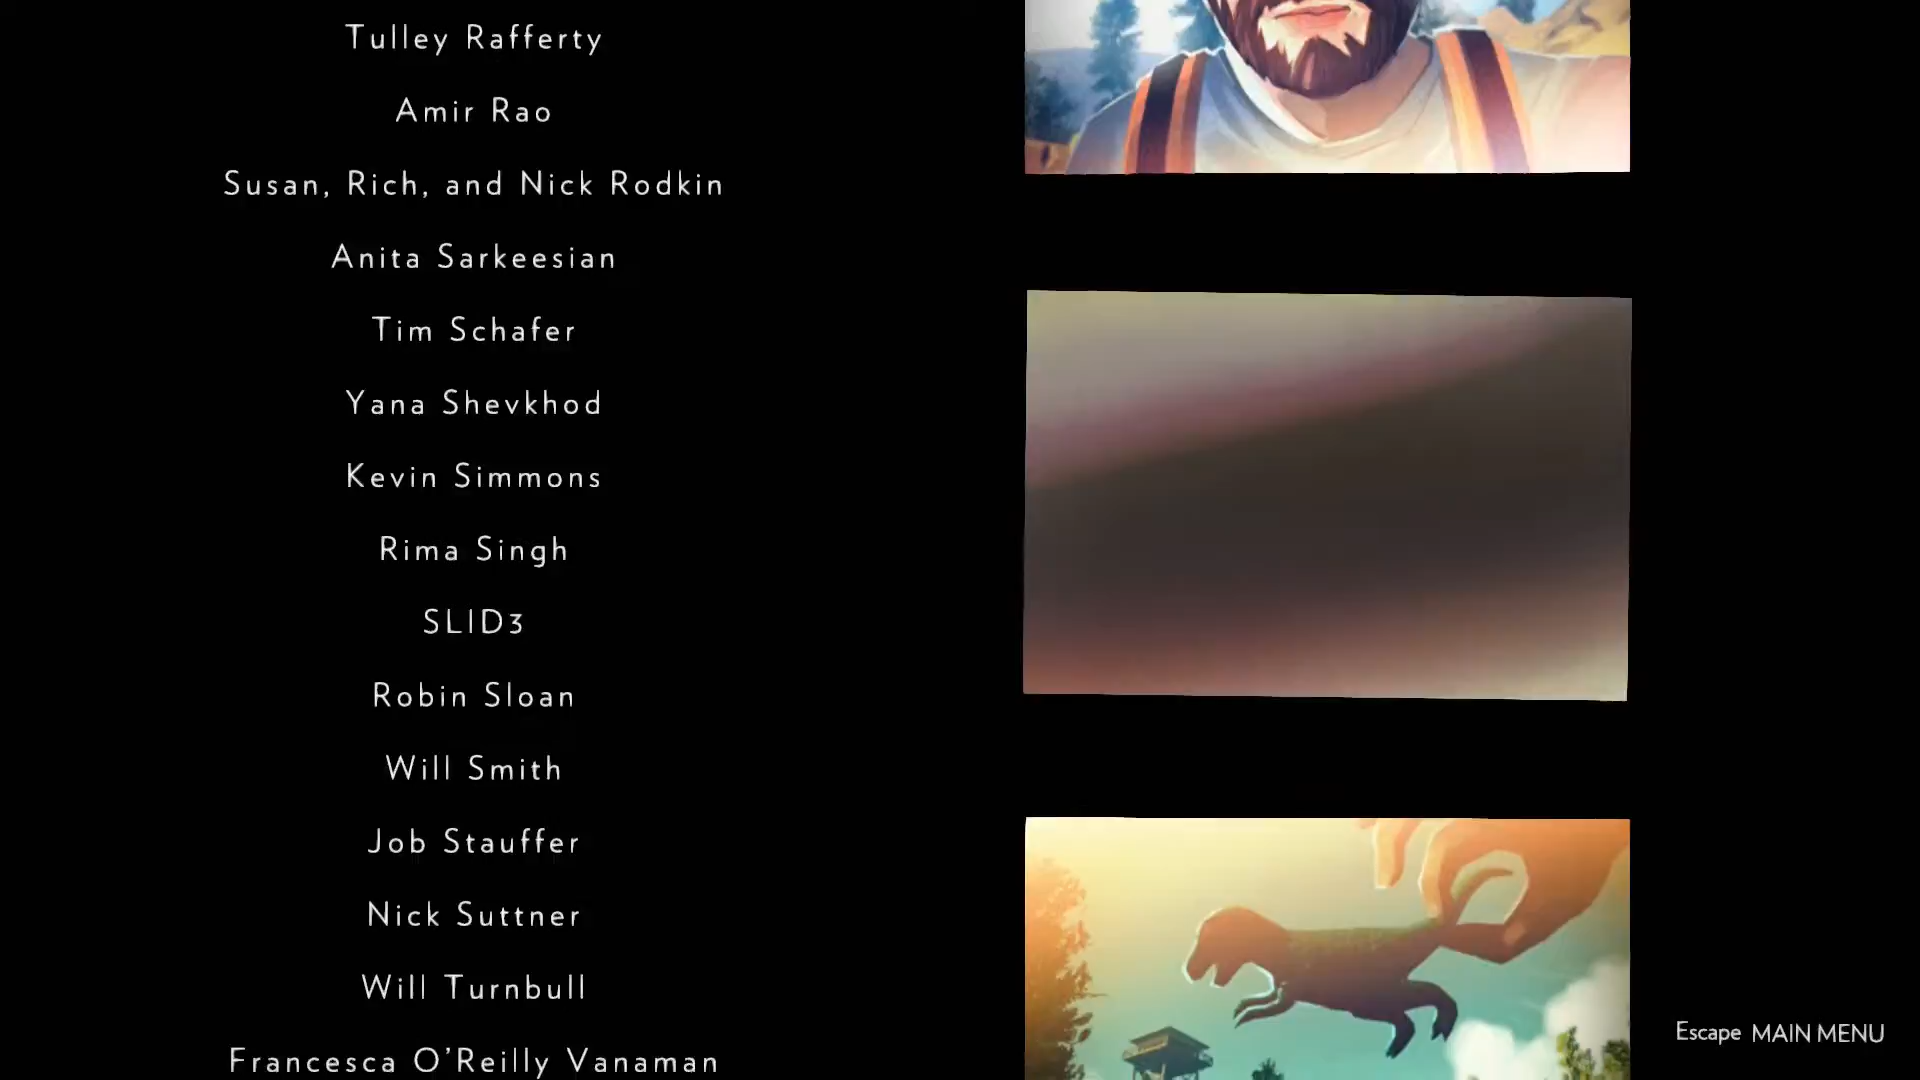 Tulley Rafferty
Amir Rao
Susan, Rich, and Nick Rodkin
Anita Sarkeesian
Tim Schafer
Yana Shevkhod
Kevin Simmons
Rima Singh
SLID3
Robin Sloan
Will Smith
Job Stauffer
Nick Suttner
Will Turnbull
Francesca O'Reilly Vanaman
Escape MAIN MENU